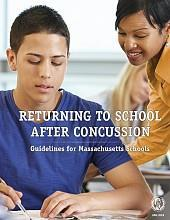 RETURNING TO SCHOOL
AFTER CONCUSSION
Guidelines for Massachusetts Schools